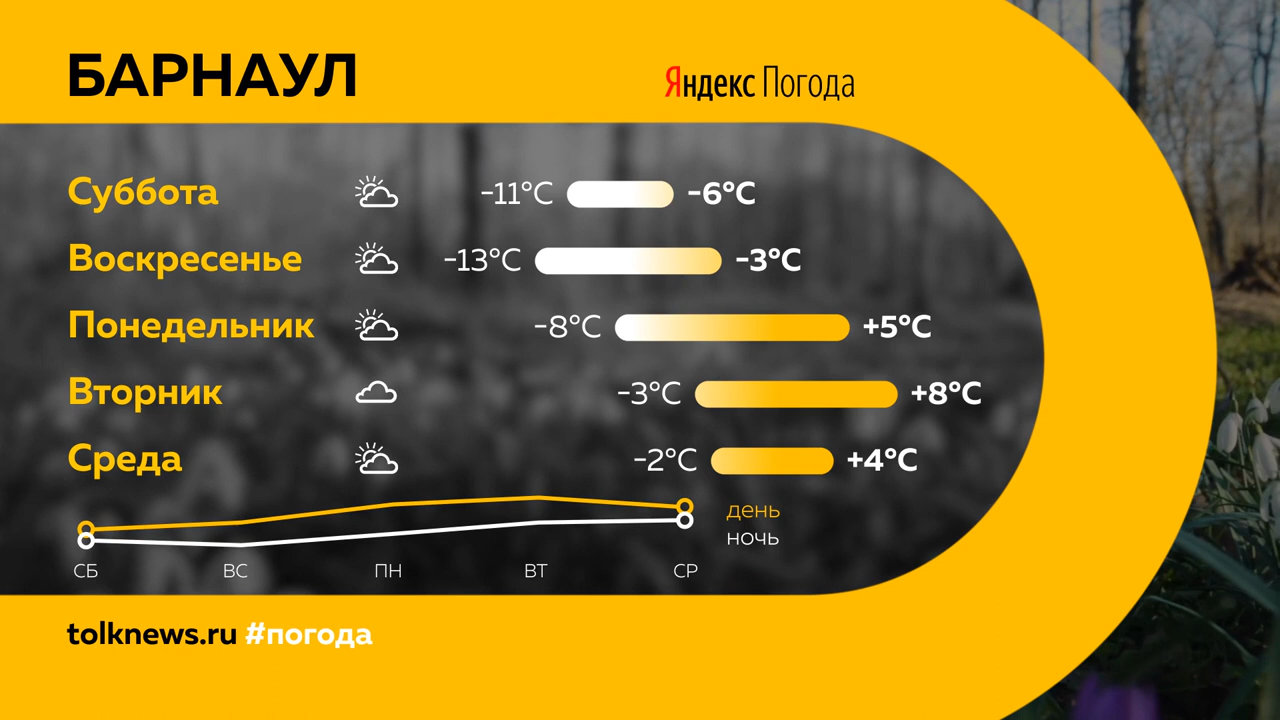 БАРНАУЛ
Яндекс Погода
Суббота -11°C -6°C
Воскресенье -13°C -3°C
Понедельник -8°C +5°C
Вторник -3°C +8°C
Среда -2°C +4°C
день
ночь
СБ ВС ПН ВТ СР
tolknews.ru #погода